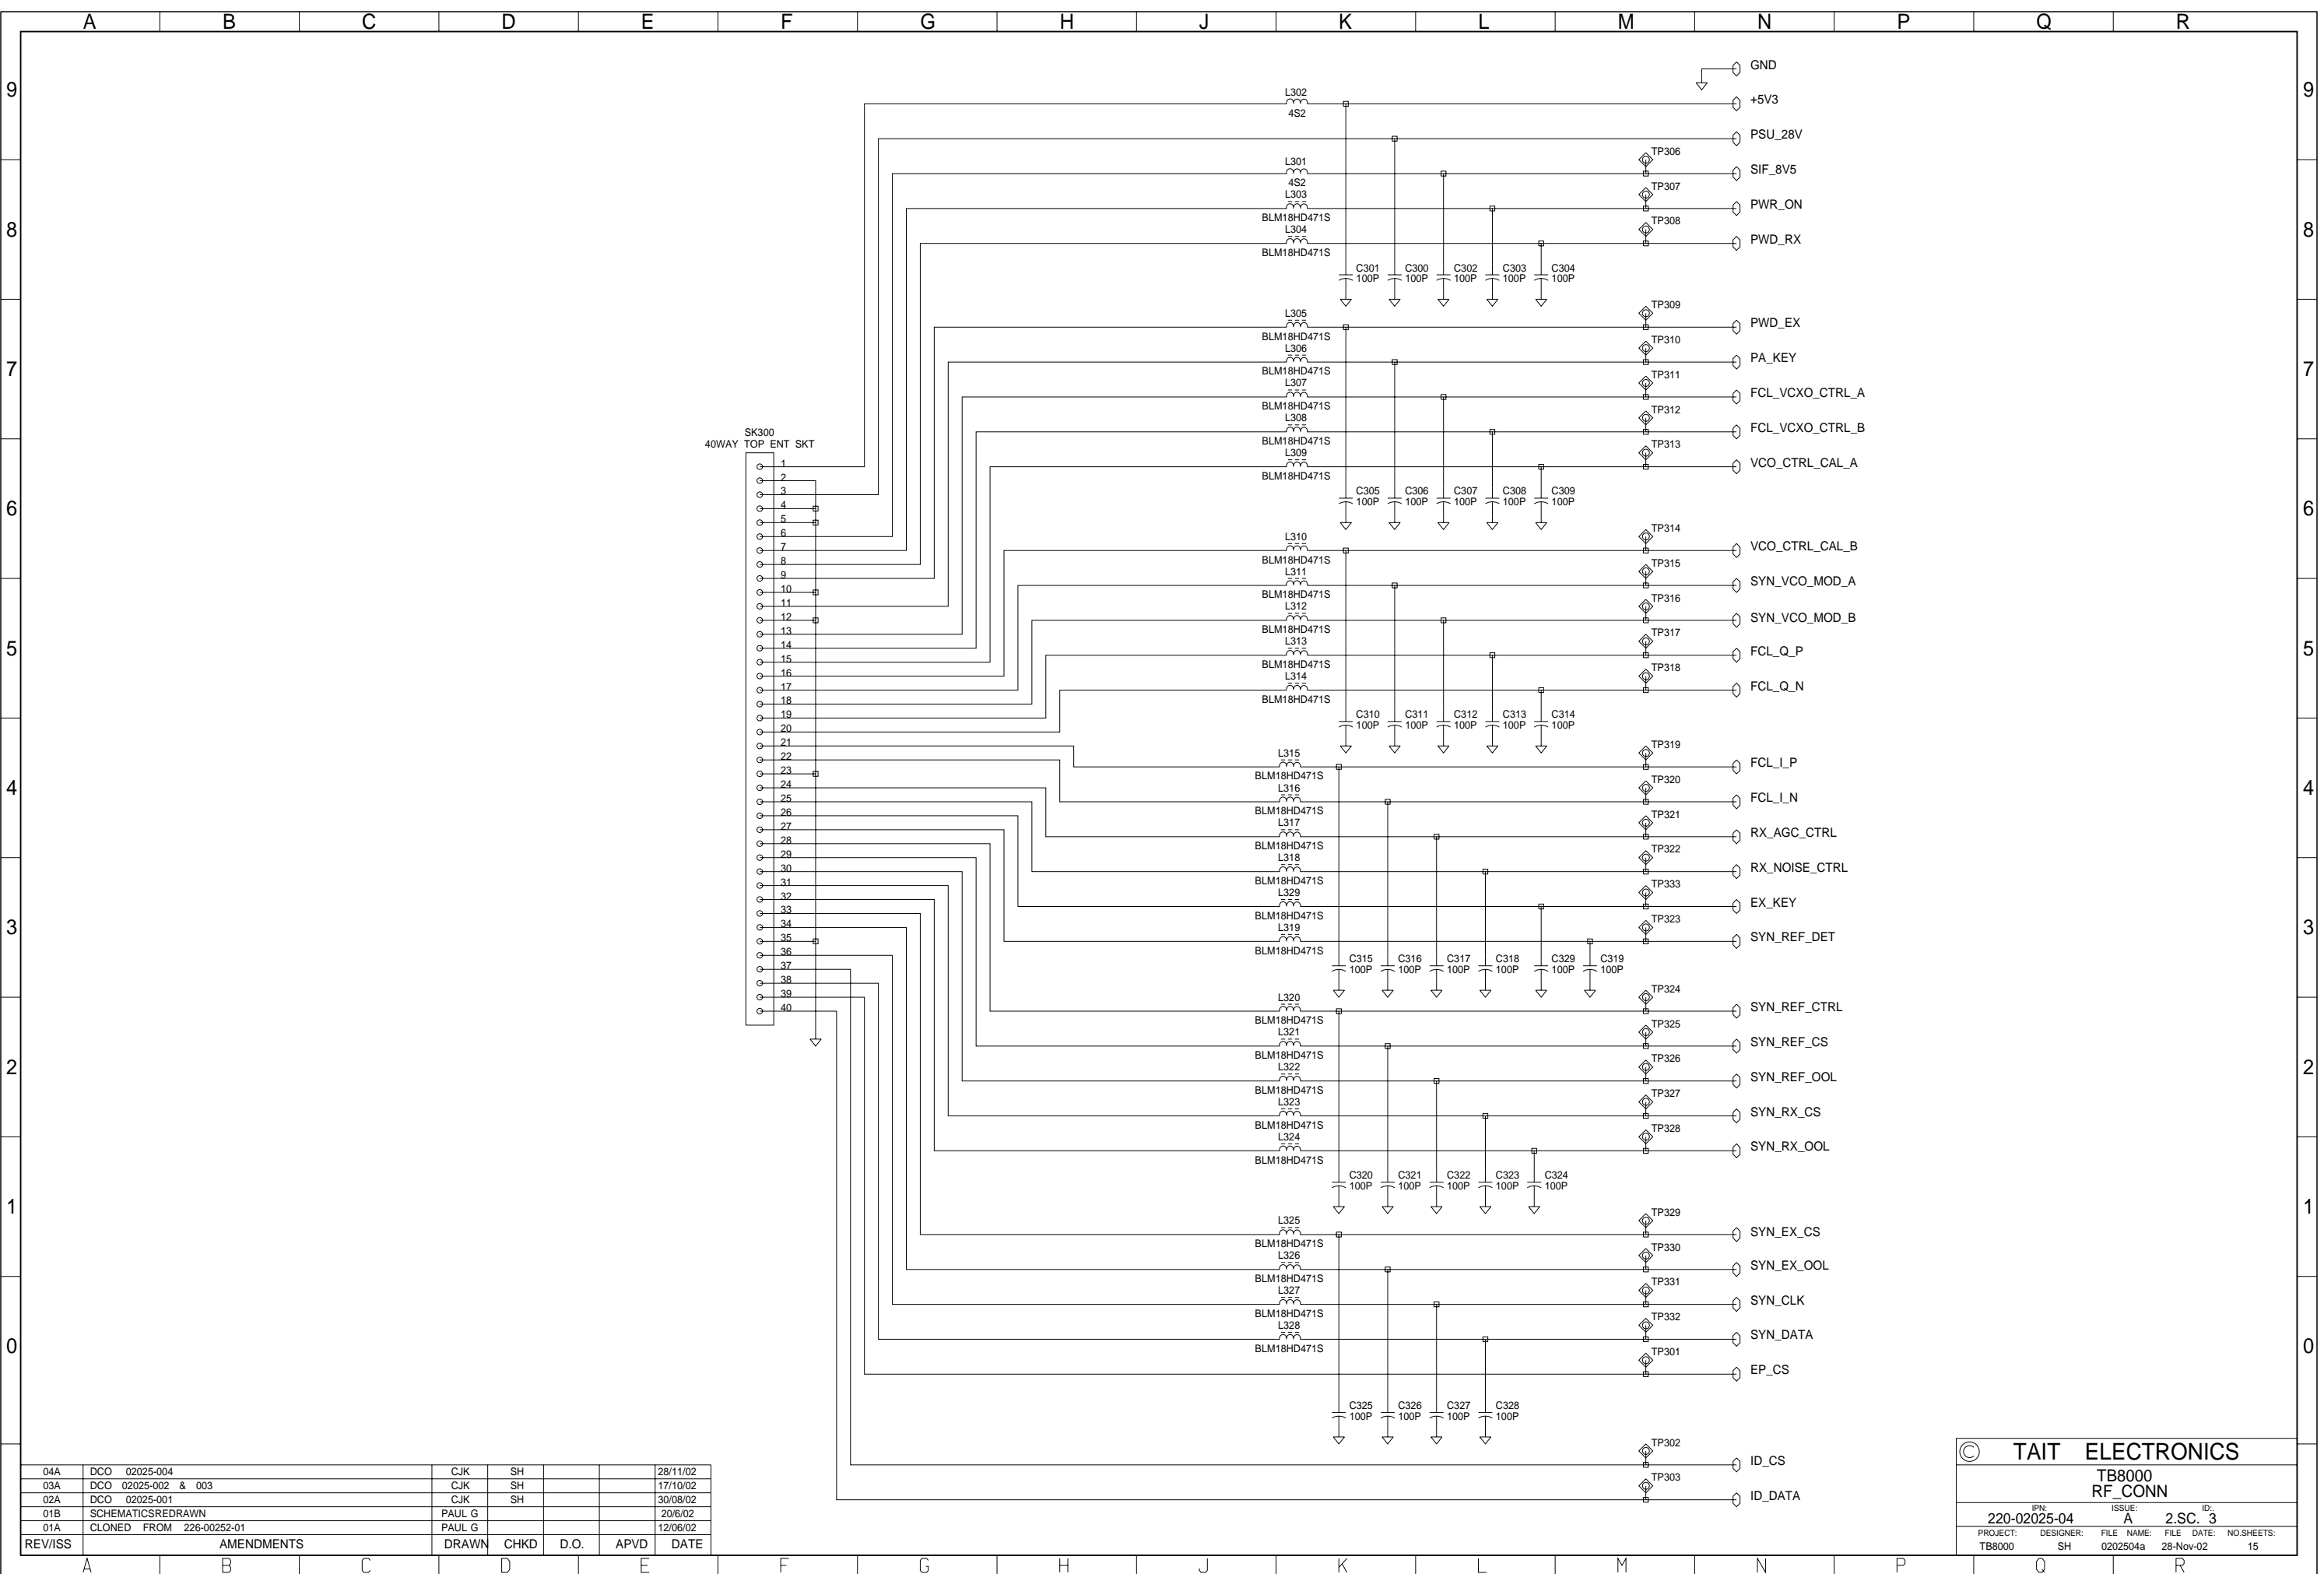 A B C D E F G H J K L M N P Q R
9 9
8 8
7 7
6 6
5 5
4 4
3 3
2 2
1 1
0 0
SK300
40WAY TOP ENT SKT
1
2
3
4
5
6
7
8
9
10
11
12
13
14
15
16
17
18
19
20
21
22
23
24
25
26
27
28
29
30
31
32
33
34
35
36
37
38
39
40
GND
L302
4S2
+5V3
PSU_28V
L301
4S2
TP306
SIF_8V5
L303
BLM18HD471S
TP307
PWR_ON
L304
BLM18HD471S
TP308
PWD_RX
C301 C300 C302 C303 C304
100P 100P 100P 100P 100P
L305
BLM18HD471S
TP309
PWD_EX
L306
BLM18HD471S
TP310
PA_KEY
L307
BLM18HD471S
TP311
FCL_VCXO_CTRL_A
L308
BLM18HD471S
TP312
FCL_VCXO_CTRL_B
L309
BLM18HD471S
TP313
VCO_CTRL_CAL_A
C305 C306 C307 C308 C309
100P 100P 100P 100P 100P
L310
BLM18HD471S
TP314
VCO_CTRL_CAL_B
L311
BLM18HD471S
TP315
SYN_VCO_MOD_A
L312
BLM18HD471S
TP316
SYN_VCO_MOD_B
L313
BLM18HD471S
TP317
FCL_Q_P
L314
BLM18HD471S
TP318
FCL_Q_N
C310 C311 C312 C313 C314
100P 100P 100P 100P 100P
L315
BLM18HD471S
TP319
FCL_I_P
L316
BLM18HD471S
TP320
FCL_I_N
L317
BLM18HD471S
TP321
RX_AGC_CTRL
L318
BLM18HD471S
TP322
RX_NOISE_CTRL
L329
BLM18HD471S
TP333
EX_KEY
L319
BLM18HD471S
TP323
SYN_REF_DET
C315 C316 C317 C318 C329 C319
100P 100P 100P 100P 100P 100P
L320
BLM18HD471S
TP324
SYN_REF_CTRL
L321
BLM18HD471S
TP325
SYN_REF_CS
L322
BLM18HD471S
TP326
SYN_REF_OOL
L323
BLM18HD471S
TP327
SYN_RX_CS
L324
BLM18HD471S
TP328
SYN_RX_OOL
C320 C321 C322 C323 C324
100P 100P 100P 100P 100P
L325
BLM18HD471S
TP329
SYN_EX_CS
L326
BLM18HD471S
TP330
SYN_EX_OOL
L327
BLM18HD471S
TP331
SYN_CLK
L328
BLM18HD471S
TP332
SYN_DATA
TP301
EP_CS
C325 C326 C327 C328
100P 100P 100P 100P
TP302
ID_CS
TP303
ID_DATA
04A DCO 02025-004 CJK SH 28/11/02
03A DCO 02025-002 & 003 CJK SH 17/10/02
02A DCO 02025-001 CJK SH 30/08/02
01B SCHEMATICSREDRAWN PAUL G 20/6/02
01A CLONED FROM 226-00252-01 PAUL G 12/06/02
REV/ISS AMENDMENTS DRAWN CHKD D.O. APVD DATE
© TAIT ELECTRONICS
TB8000
RF_CONN
IPN: ISSUE: ID:.
220-02025-04 A 2.SC. 3
PROJECT: DESIGNER: FILE NAME: FILE DATE: NO.SHEETS:
TB8000 SH 0202504a 28-Nov-02 15
A B C D E F G H J K L M N P Q R